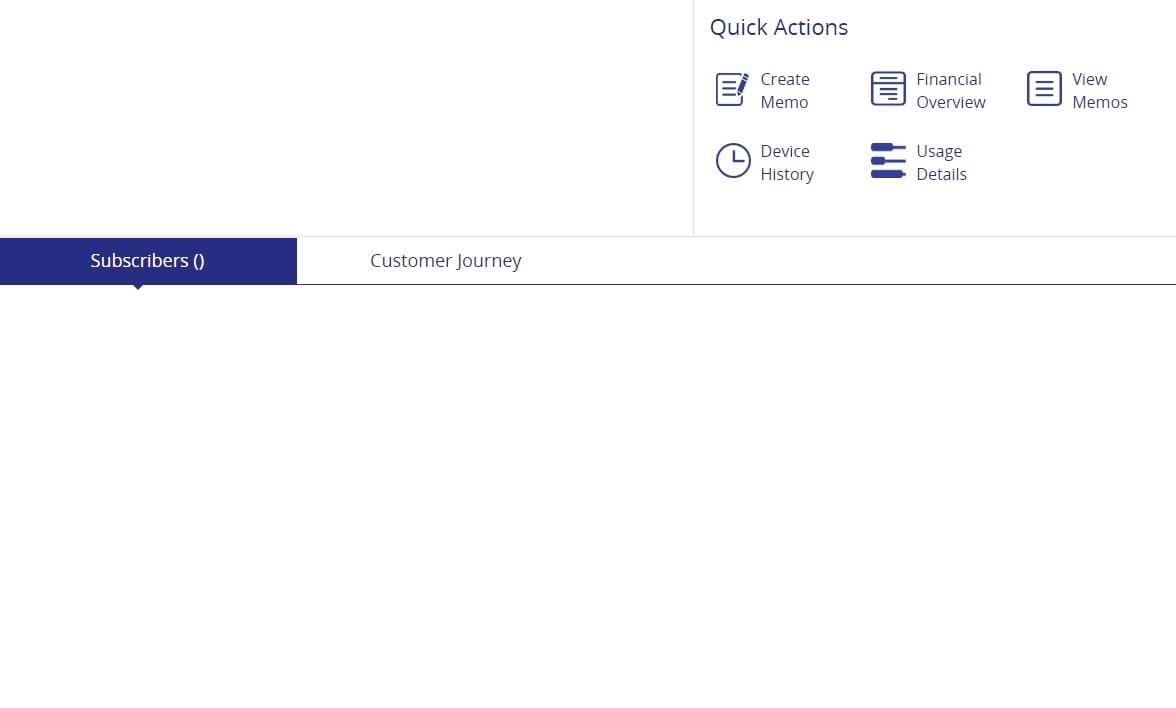 Quick Actions
Create
Memo
Financial
Overview
View
Memos
Device
History
Usage
Details
Subscribers ()
Customer Journey